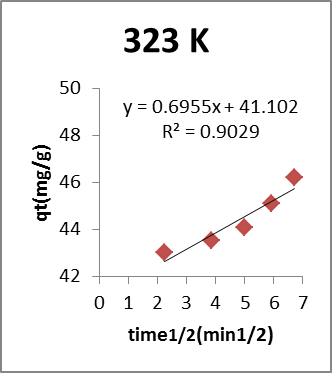 323 K
50
y = 0.6955x + 41.102
R² = 0.9029
48
46
44
42
qt(mg/g)
0 1 2 3 4 5 6 7
time1/2(min1/2)